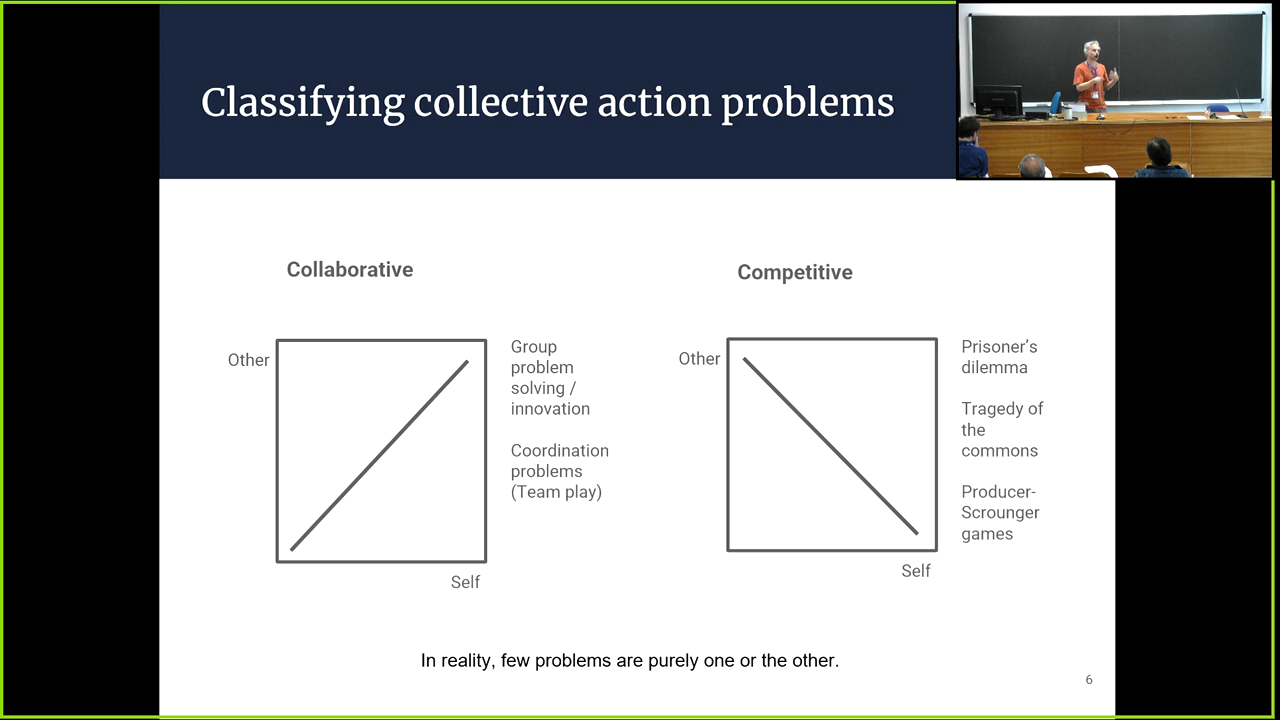 Classifying collective action problems
Collaborative
Other
Self
Group
problem
solving /
innovation
Coordination
problems
(Team play)
Competitive
Other
Self
Prisoner's
dilemma
Tragedy of
the
commons
Producer-
Scrounger
games
In reality, few problems are purely one or the other.
6